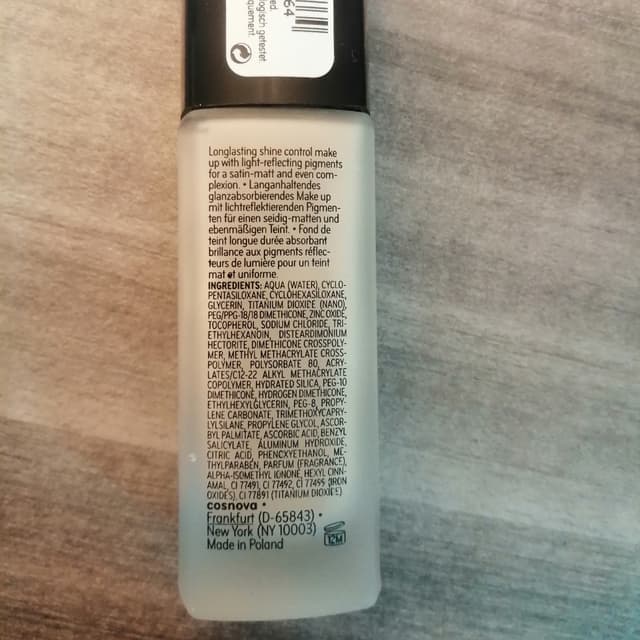 64
ed.
ologisch getestet.
quement
Longlasting shine control make
up with light-reflecting pigments
for a satin-matt and even com-
plexion. • Langanhaltendes
glanzabsorbierendes Make up
mit lichtreflektierenden Pigmen-
ten für einen seidig-matten und
ebenmäßigen Teint. • Fond de
teint longue durée absorbant
brillance aux pigments réflec-
teurs de lumière pour un teint
mat et uniforme.
INGREDIENTS: AQUA (WATER), CYCLO-
PENTASILOXANE, CYCLOHEXASILOXANE,
GLYCERIN, TITANIUM DIOXIDE (NANO),
PEG/PPG-18/18 DIMETHICONE, ZINC OXIDE,
TOCOPHEROL, SODIUM CHLORIDE, TRI-
ETHYLHEXANOIN, DISTEARDIMONIUM
HECTORITE, DIMETHICONE CROSSPOLY-
MER, METHYL METHACRYLATE CROSS-
POLYMER, POLYSORBATE 80, ACRY-
LATES/C12-22 ALKYL METHACRYLATE
COPOLYMER, HYDRATED SILICA, PEG-10
DIMETHICONE, HYDROGEN DIMETHICONE,
ETHYLHEXYLGLYCERIN, PEG-8, PROPY-
LENE CARBONATE, TRIMETHOXYCAPRY-
LYLSILANE, PROPYLENE GLYCOL, ASCOR-
BYL PALMITATE, ASCORBIC ACID, BENZYL
SALICYLATE, ALUMINUM HYDROXIDE,
CITRIC ACID, PHENOXYETHANOL, ME-
THYLPARABEN, PARFUM (FRAGRANCE),
ALPHA-ISOMETHYL IONONE, HEXYL CINN-
AMAL, CI 77491, CI 77492, CI 77499 (IRON
OXIDES), CI 77891 (TITANIUM DIOXIDE)
cosnova •
Frankfurt (D-65843) •
New York (NY 10003)
Made in Poland
12M